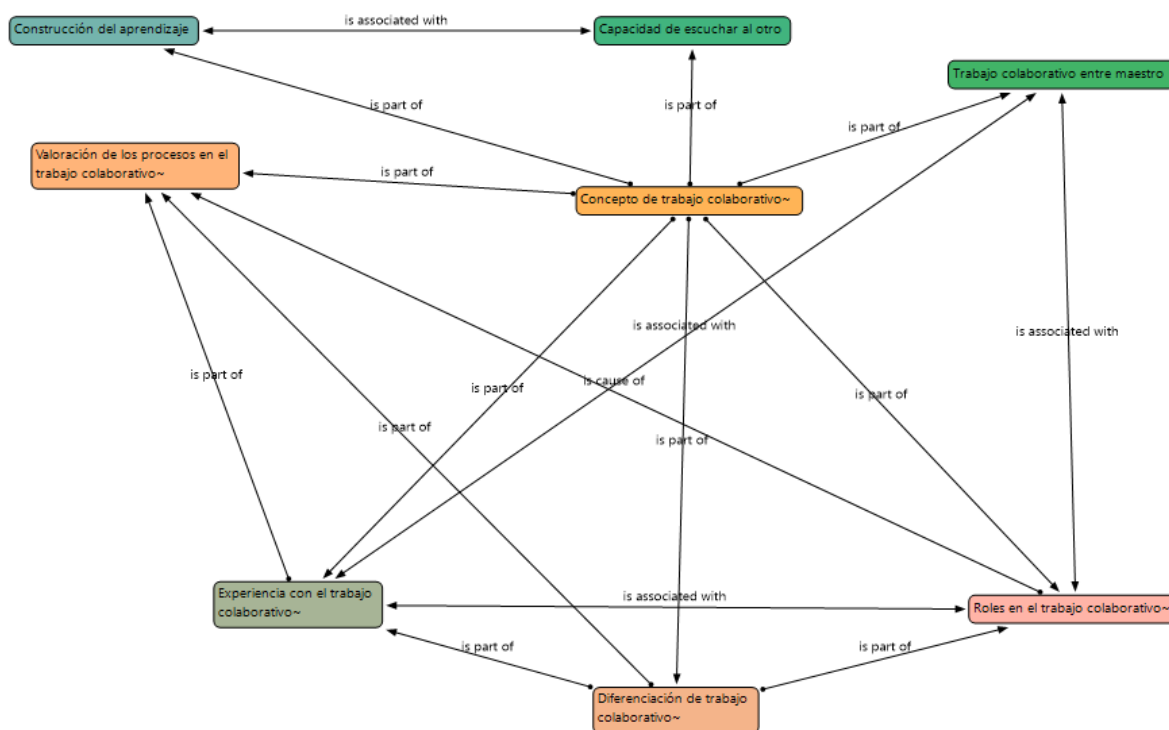 Construcción del aprendizaje
is associated with
Capacidad de escuchar al otro
Trabajo colaborativo entre maestro
is part of
is part of
is part of
Valoración de los procesos en el
trabajo colaborativo~
is part of
Concepto de trabajo colaborativo~
is associated with
is associated with
is part of
is part of
is cause of
is part of
is part of
is part of
Experiencia con el trabajo
colaborativo~
is associated with
Roles en el trabajo colaborativo~
is part of
is part of
Diferenciación de trabajo
colaborativo~